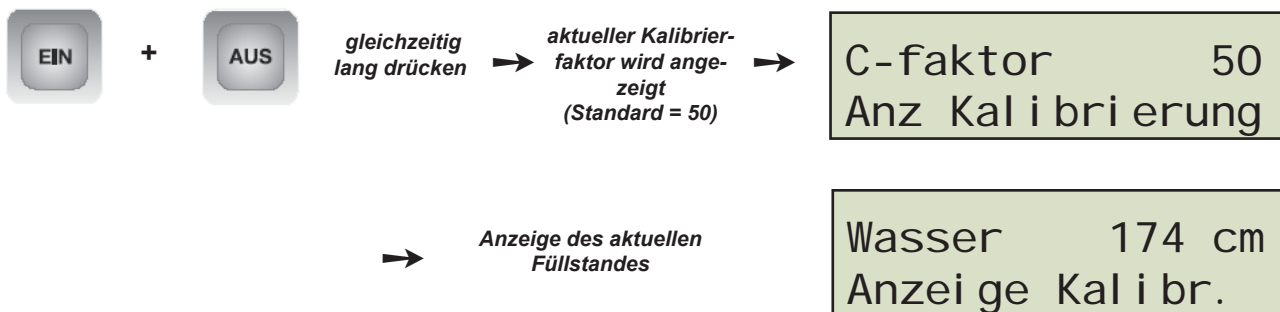 EIN + AUS
gleichzeitig
lang drücken
aktueller Kalibrier-
faktor wird ange-
zeigt
(Standard = 50)
C-faktor 50
Anz Kalibrierung
Anzeige des aktuellen
Füllstandes
Wasser 174 cm
Anzeige Kalibr.